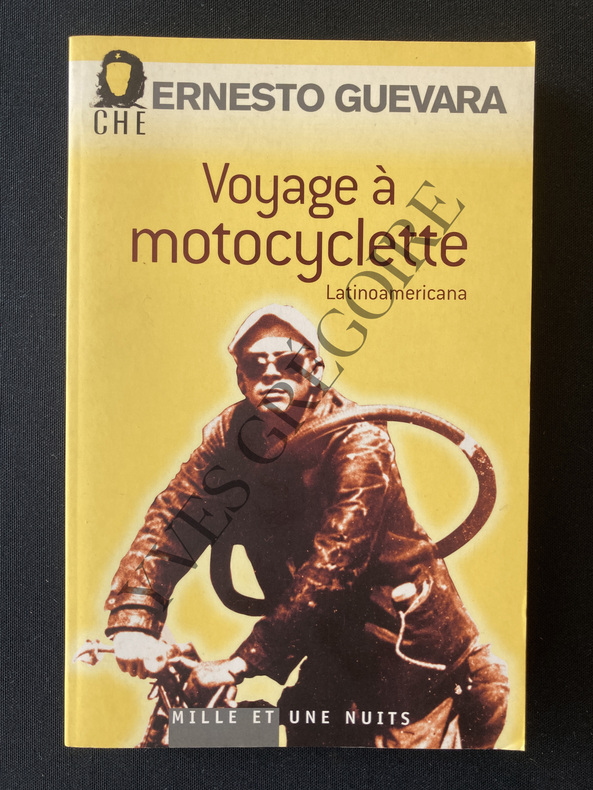 CHE
ERNESTO GUEVARA
Voyage à
motocyclette
Latinoamericana
YVES GRÉGOIRE
MILLE ET UNE NUITS